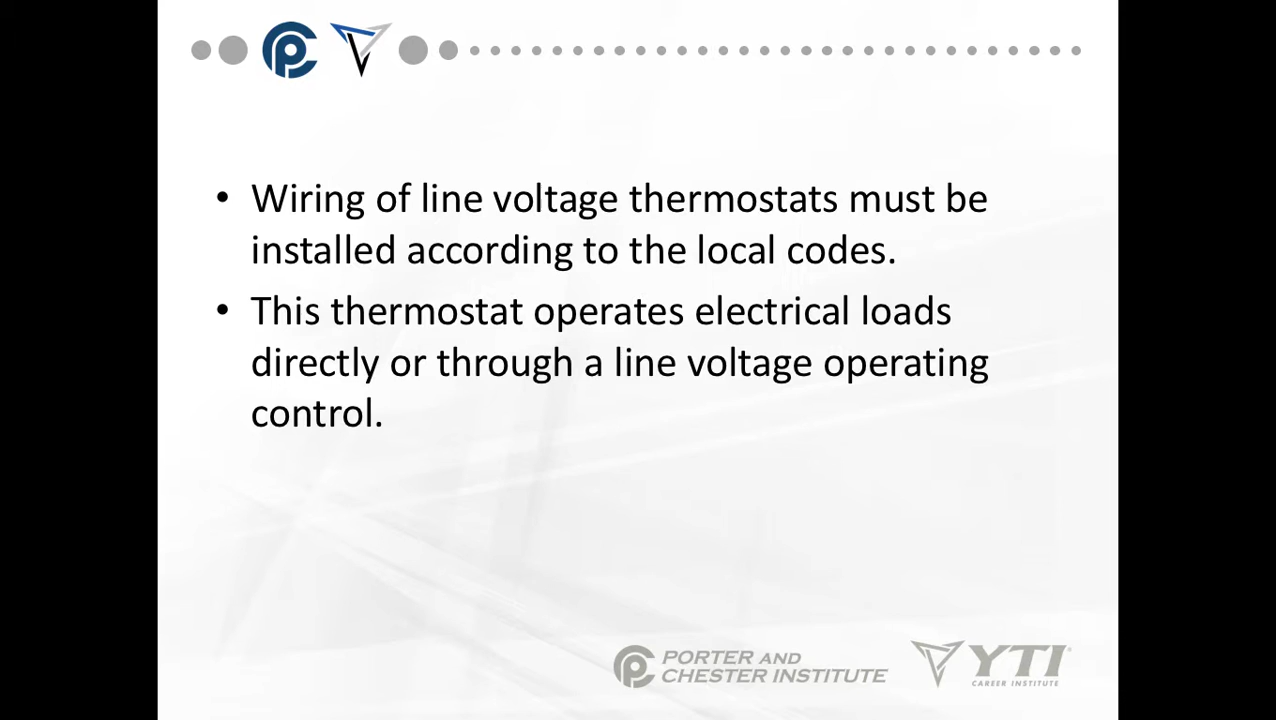 • Wiring of line voltage thermostats must be
installed according to the local codes.
• This thermostat operates electrical loads
directly or through a line voltage operating
control.
PORTER AND
CHESTER INSTITUTE
YTI
CAREER INSTITUTE